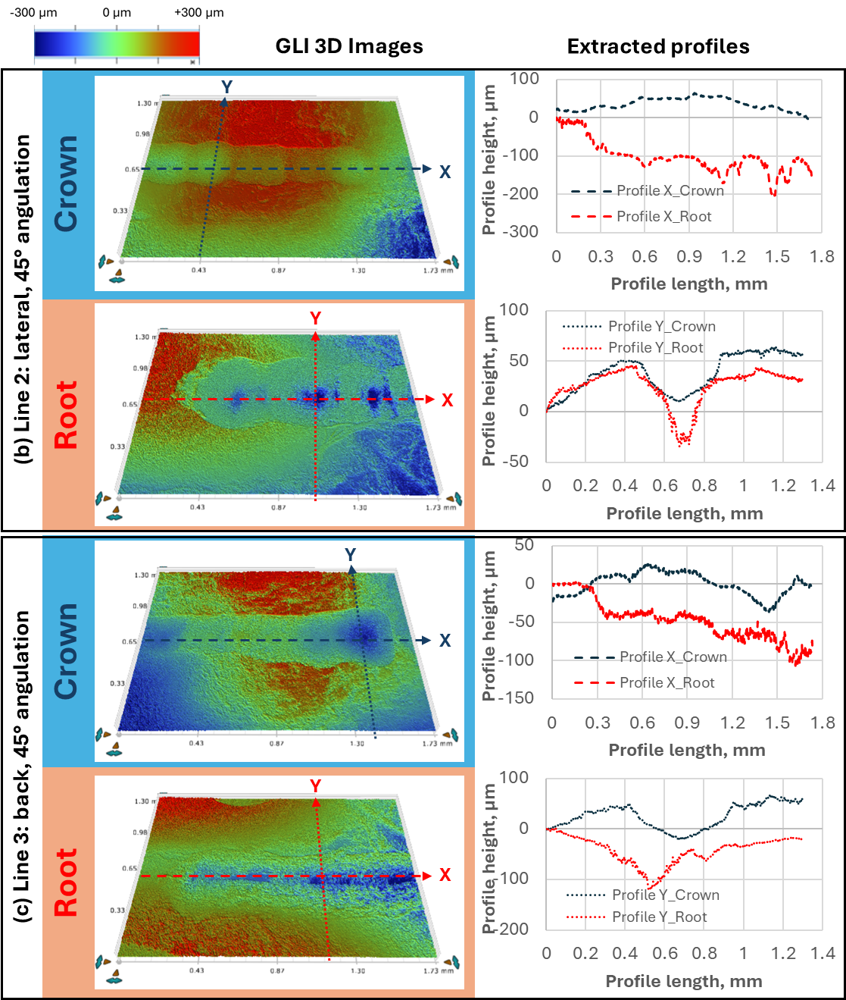 -300 µm 0 µm +300 µm
GLI 3D Images
Extracted profiles
(b) Line 2: lateral, 45° angulation
Crown
Y
X
1.30
0.98
0.65
0.33
0.43 0.87 1.30 1.73 mm
Profile height, µm
100
0
-100
-200
-300
Profile X_Crown
Profile X_Root
0 0.3 0.6 0.9 1.2 1.5 1.8
Profile length, mm
Root
Y
X
1.30
0.98
0.65
0.33
0.43 0.87 1.30 1.73 mm
Profile height, µm
100
50
0
-50
Profile Y_Crown
Profile Y_Root
0 0.2 0.4 0.6 0.8 1 1.2 1.4
Profile length, mm
(c) Line 3: back, 45° angulation
Crown
Y
X
1.30
0.98
0.65
0.33
0.43 0.87 1.30 1.73 mm
Profile height, µm
50
0
-50
-100
-150
Profile X_Crown
Profile X_Root
0 0.3 0.6 0.9 1.2 1.5 1.8
Profile length, mm
Root
Y
X
1.30
0.98
0.65
0.33
0.43 0.87 1.30 1.73 mm
Profile height, µm
100
0
-100
-200
Profile Y_Crown
Profile Y_Root
0 0.2 0.4 0.6 0.8 1 1.2 1.4
Profile length, mm